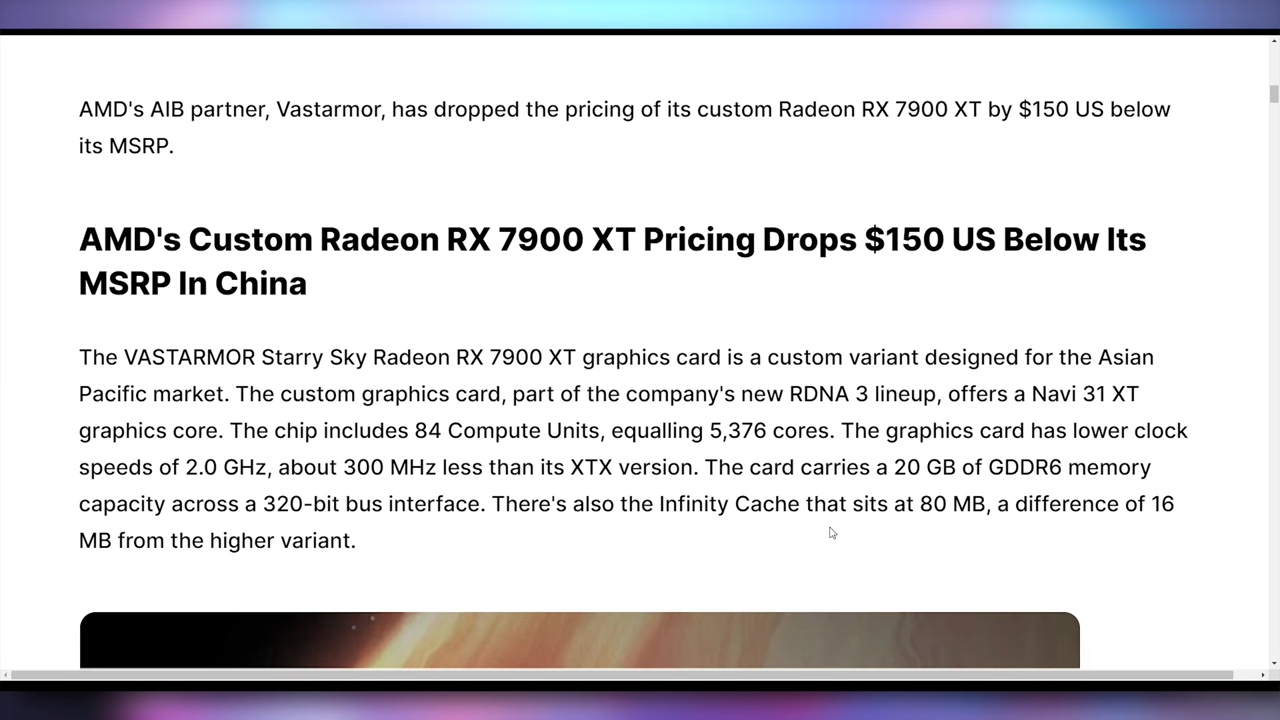 AMD's AIB partner, Vastarmor, has dropped the pricing of its custom Radeon RX 7900 XT by $150 US below
its MSRP.
AMD's Custom Radeon RX 7900 XT Pricing Drops $150 US Below Its
MSRP In China
The VASTARMOR Starry Sky Radeon RX 7900 XT graphics card is a custom variant designed for the Asian
Pacific market. The custom graphics card, part of the company's new RDNA 3 lineup, offers a Navi 31 XT
graphics core. The chip includes 84 Compute Units, equalling 5,376 cores. The graphics card has lower clock
speeds of 2.0 GHz, about 300 MHz less than its XTX version. The card carries a 20 GB of GDDR6 memory
capacity across a 320-bit bus interface. There's also the Infinity Cache that sits at 80 MB, a difference of 16
MB from the higher variant.